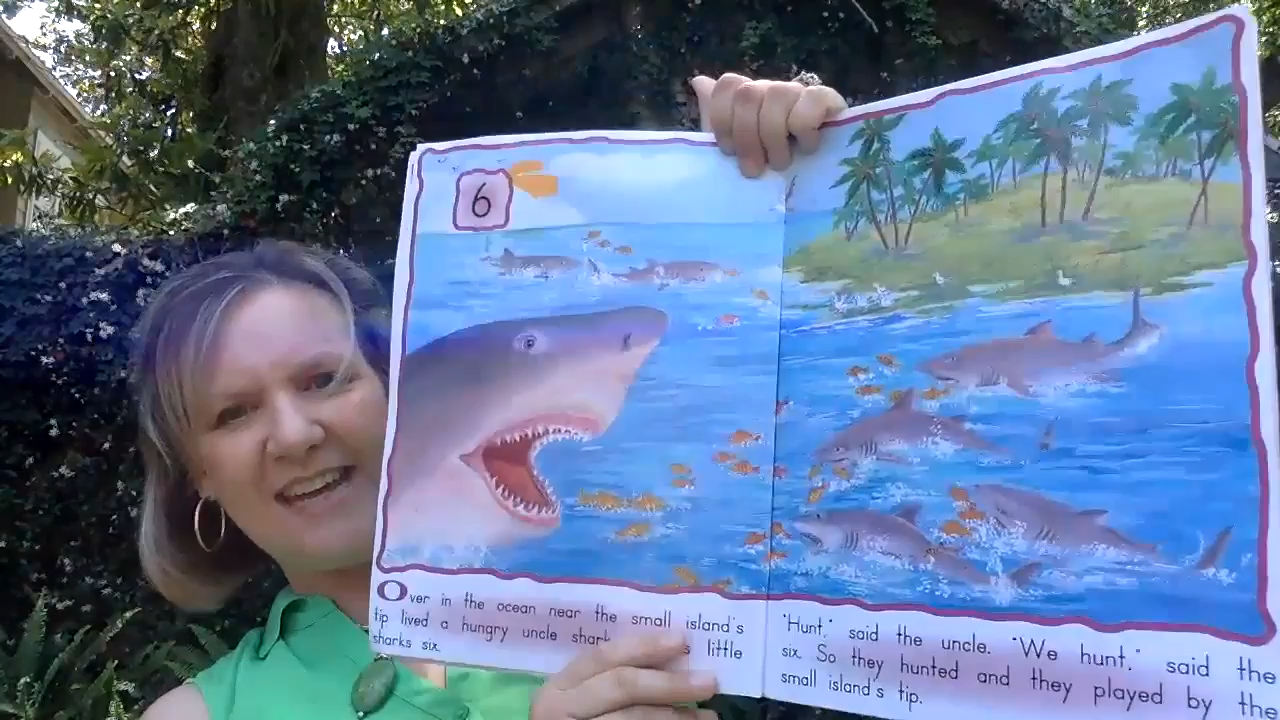 6
Over in the ocean near the small island's
tip lived a hungry uncle shark little
sharks six.
"Hunt," said the uncle. "We hunt," said the
six. So they hunted and they played by the
small island's tip.